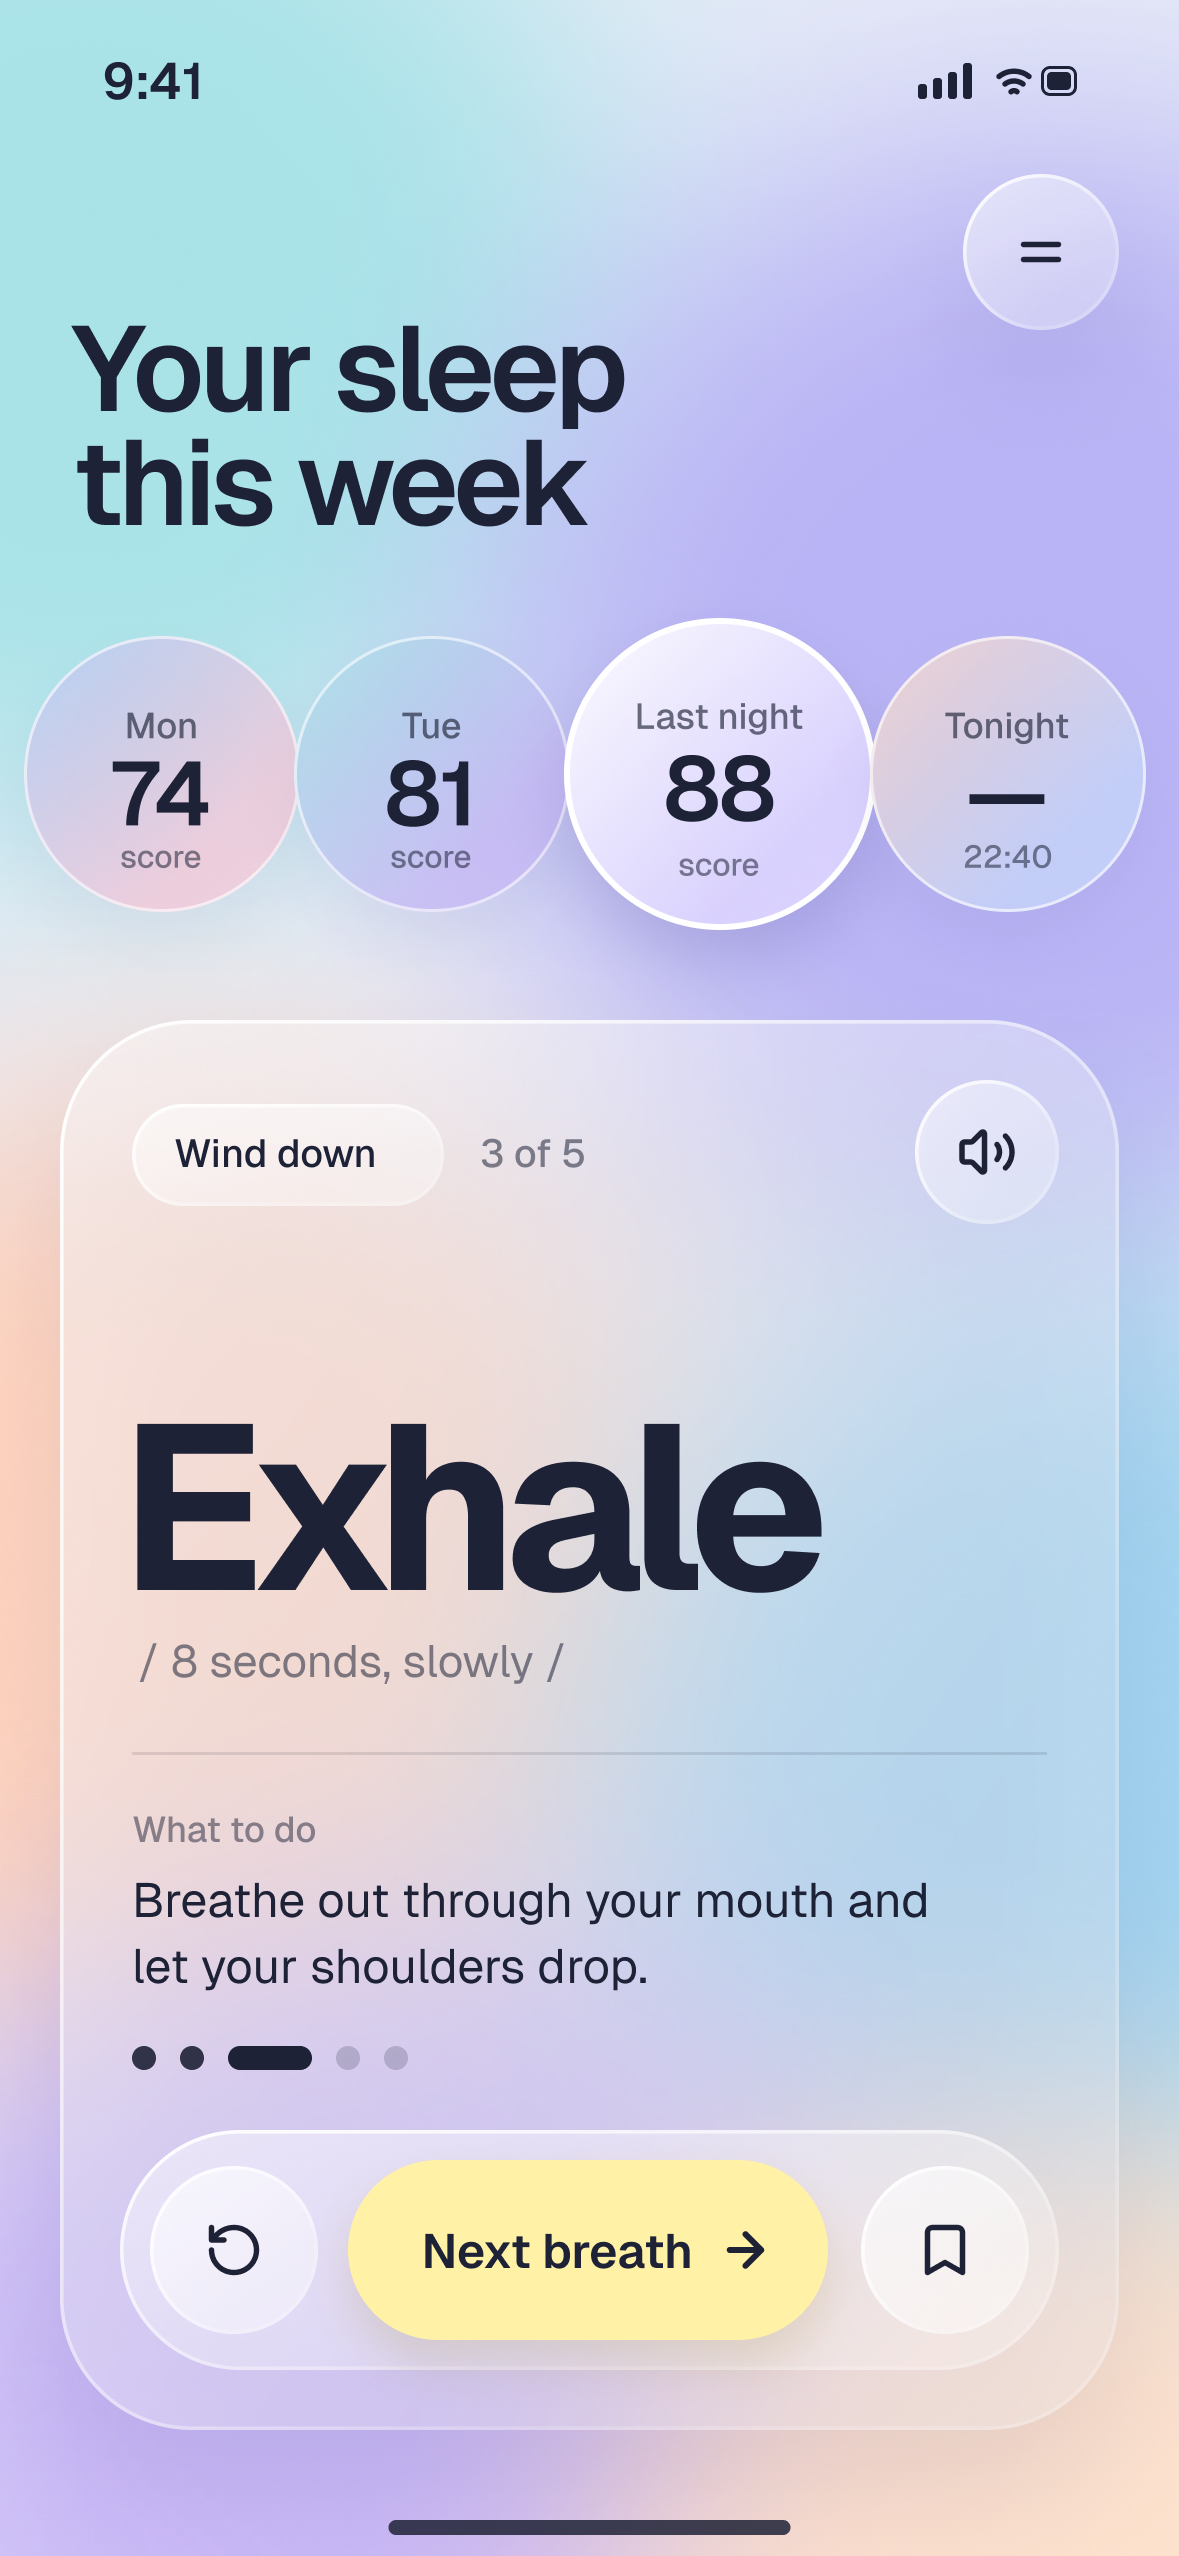 9:41
Your sleep
this week
Mon
74
score
Tue
81
score
Last night
88
score
Tonight
—
22:40
Wind down
3 of 5
Exhale
/ 8 seconds, slowly /
What to do
Breathe out through your mouth and
let your shoulders drop.
Next breath